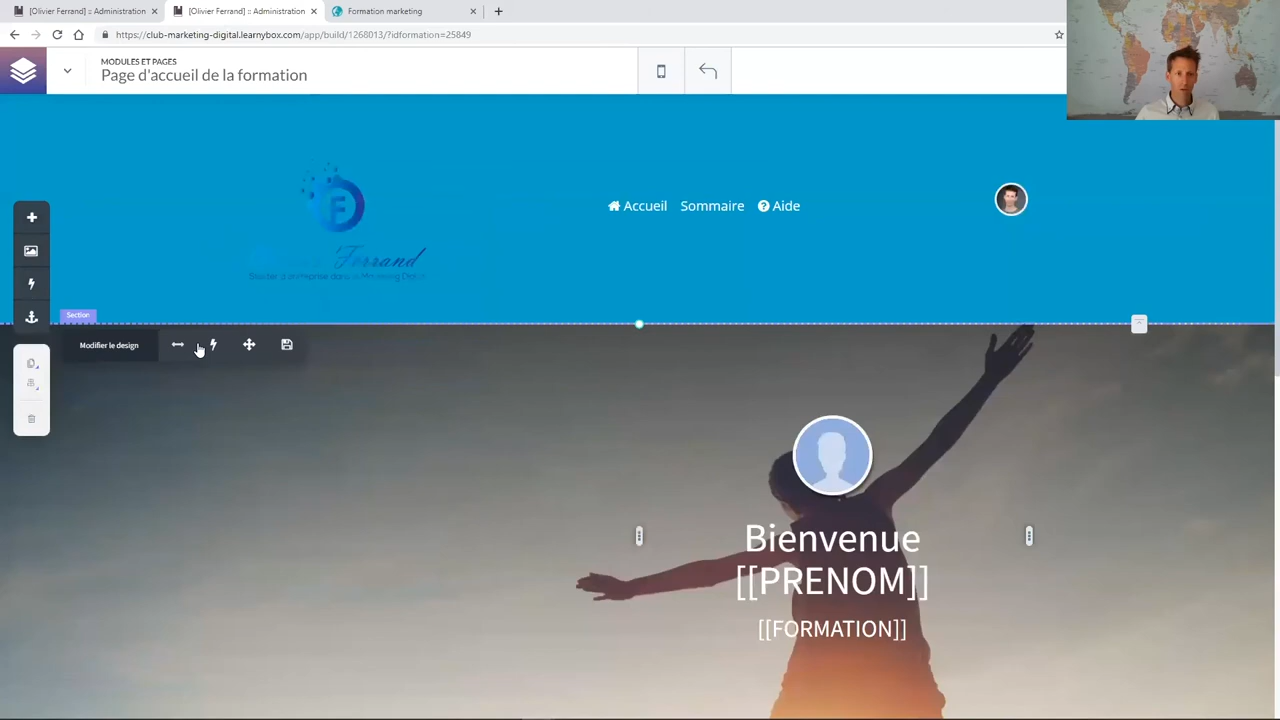 [Olivier Ferrand] :: Administration
[Olivier Ferrand] :: Administration
Formation marketing
https://club-marketing-digital.learnybox.com/app/build/1268013/?idformation=25849
MODULES ET PAGES
Page d'accueil de la formation
F
Ferrand
Accueil
Sommaire
Aide
Section
Modifier le design
Bienvenue
[[PRENOM]]
[[FORMATION]]